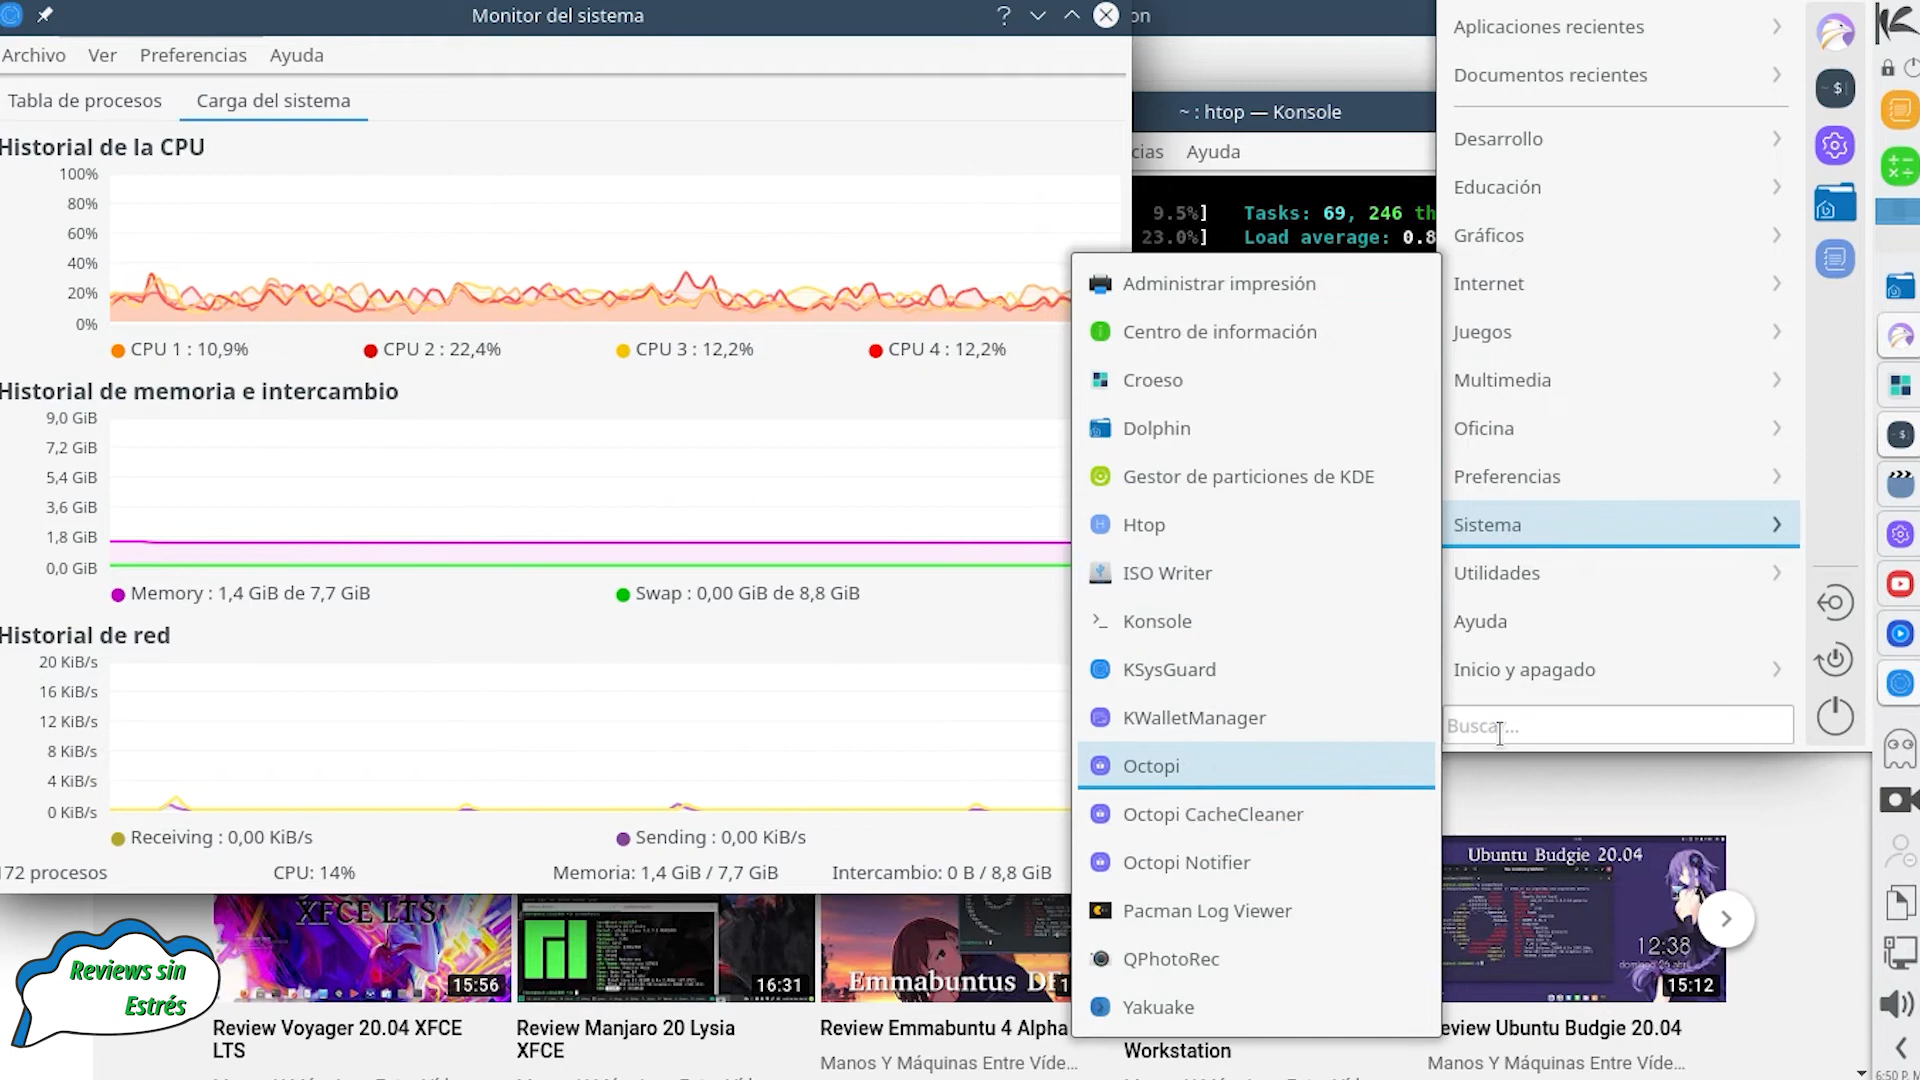 Monitor del sistema
Archivo Ver Preferencias Ayuda
Tabla de procesos Carga del sistema
Historial de la CPU
100%
80%
60%
40%
20%
0%
CPU 1 : 10,9% CPU 2 : 22,4% CPU 3 : 12,2% CPU 4 : 12,2%
Historial de memoria e intercambio
9,0 GiB
7,2 GiB
5,4 GiB
3,6 GiB
1,8 GiB
0,0 GiB
Memory : 1,4 GiB de 7,7 GiB Swap : 0,00 GiB de 8,8 GiB
Historial de red
20 KiB/s
16 KiB/s
12 KiB/s
8 KiB/s
4 KiB/s
0 KiB/s
Receiving : 0,00 KiB/s Sending : 0,00 KiB/s
172 procesos CPU: 14% Memoria: 1,4 GiB / 7,7 GiB Intercambio: 0 B / 8,8 GiB
on
~ : htop — Konsole
cias Ayuda
9.5%] Tasks: 69, 246 th
23.0%] Load average: 0.8
Administrar impresión
Centro de información
Croeso
Dolphin
Gestor de particiones de KDE
Htop
ISO Writer
Konsole
KSysGuard
KWalletManager
Octopi
Octopi CacheCleaner
Octopi Notifier
Pacman Log Viewer
QPhotoRec
Yakuake
Aplicaciones recientes
Documentos recientes
Desarrollo
Educación
Gráficos
Internet
Juegos
Multimedia
Oficina
Preferencias
Sistema
Utilidades
Ayuda
Inicio y apagado
Buscar...
Reviews sin
Estrés
XFCE LTS
15:56
16:31
Emmabuntus DE
Ubuntu Budgie 20.04
12:38
15:12
Review Voyager 20.04 XFCE
LTS
Review Manjaro 20 Lysia
XFCE
Review Emmabuntu 4 Alpha
Manos Y Máquinas Entre Víde...
Workstation
eview Ubuntu Budgie 20.04
Manos Y Máquinas Entre Víde...
6:50 P. M